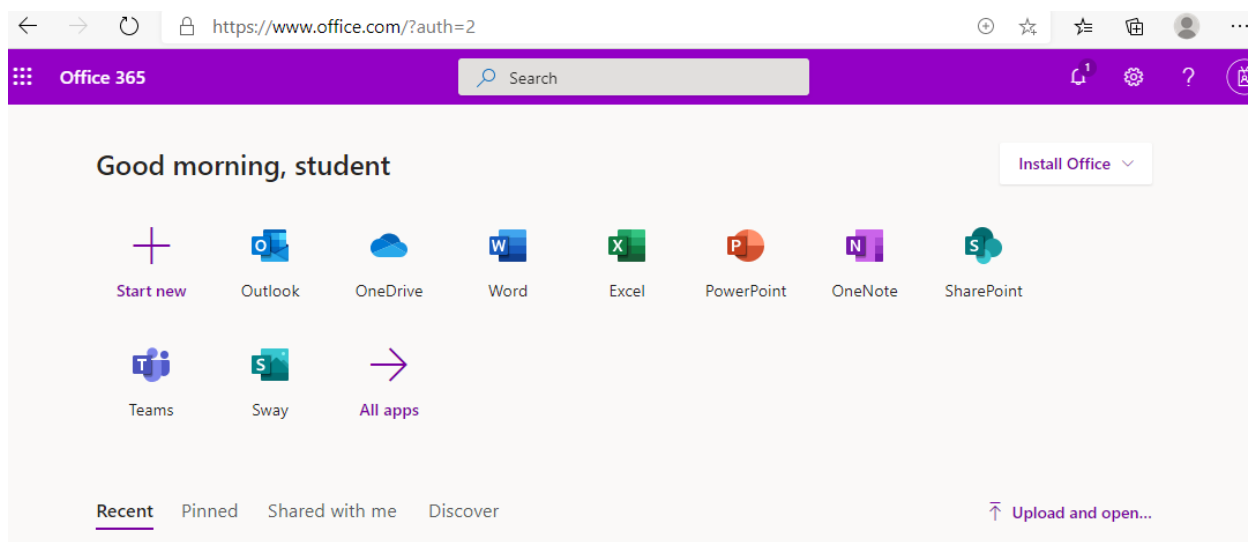 https://www.office.com/?auth=2
Office 365
Search
1
?
Good morning, student
Install Office
Start new
Outlook
OneDrive
Word
Excel
PowerPoint
OneNote
SharePoint
Teams
Sway
All apps
Recent
Pinned
Shared with me
Discover
Upload and open...